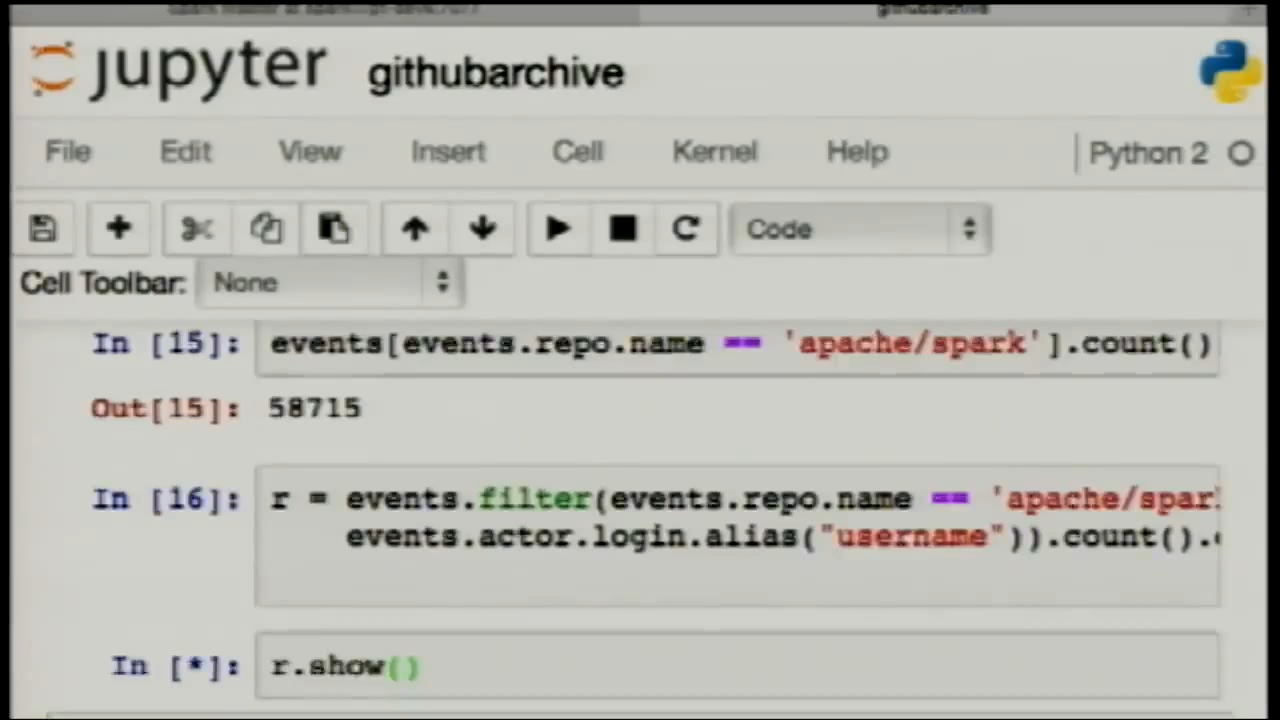 githubarchive
jupyter githubarchive
File Edit View Insert Cell Kernel Help Python 2
Code
Cell Toolbar: None
In [15]: events[events.repo.name == 'apache/spark'].count()
Out[15]: 58715
In [16]: r = events.filter(events.repo.name == 'apache/spar
events.actor.login.alias("username")).count().
In [*]: r.show()